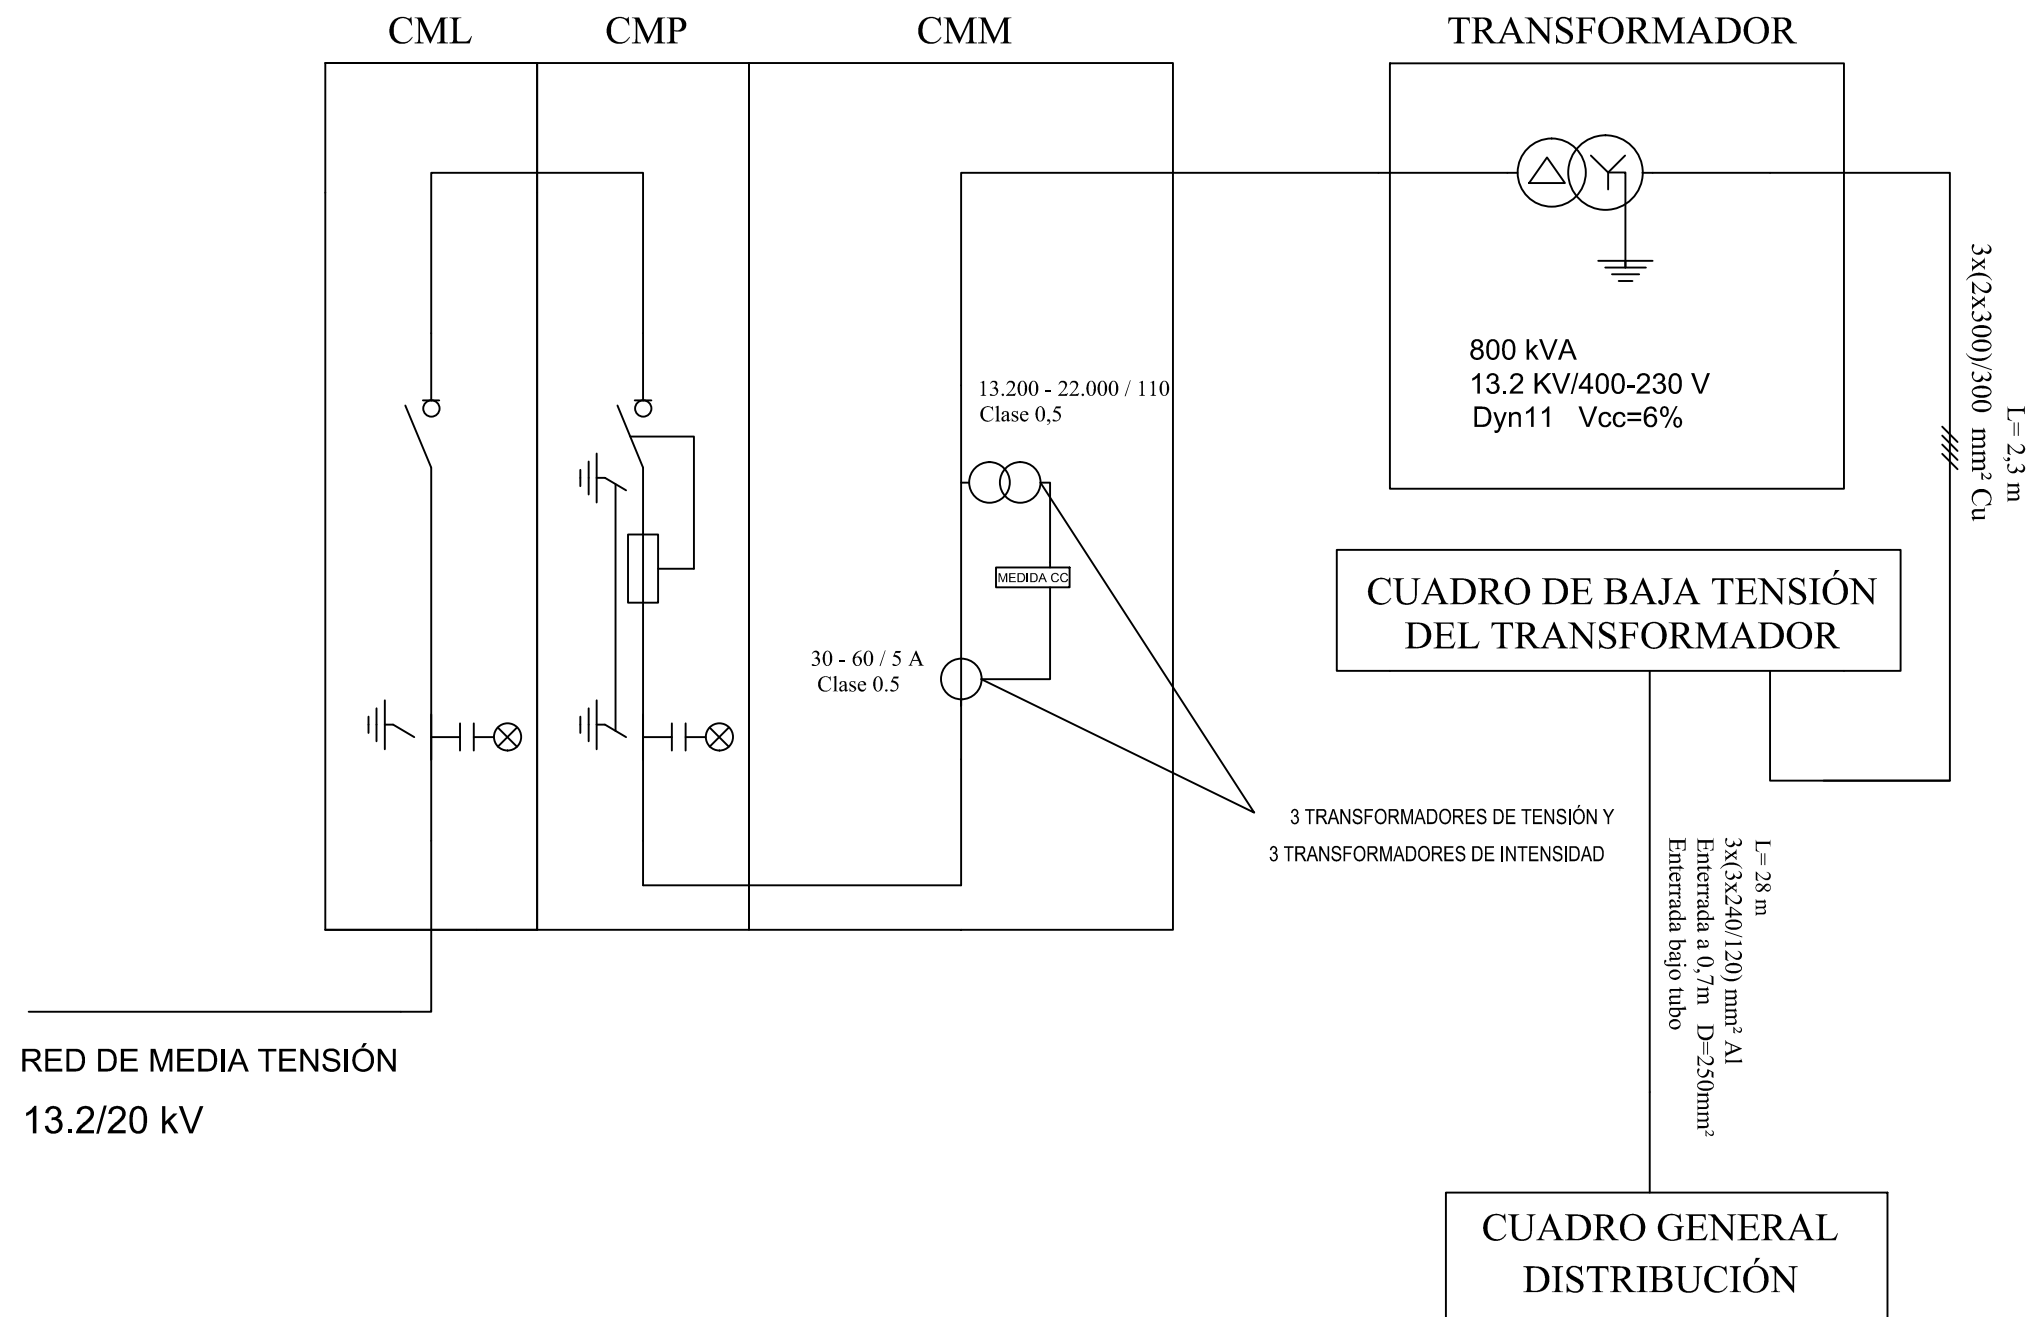 CML
CMP
CMM
TRANSFORMADOR
13.200 - 22.000 / 110
Clase 0,5
MEDIDA CC
30 - 60 / 5 A
Clase 0.5
3 TRANSFORMADORES DE TENSIÓN Y
3 TRANSFORMADORES DE INTENSIDAD
800 kVA
13.2 KV/400-230 V
Dyn11 Vcc=6%
L= 2,3 m
3x(2x300)/300 mm² Cu
CUADRO DE BAJA TENSIÓN
DEL TRANSFORMADOR
L= 28 m
3x(3x240/120) mm² Al
Enterrada a 0,7m D=250mm²
Enterrada bajo tubo
RED DE MEDIA TENSIÓN
13.2/20 kV
CUADRO GENERAL
DISTRIBUCIÓN